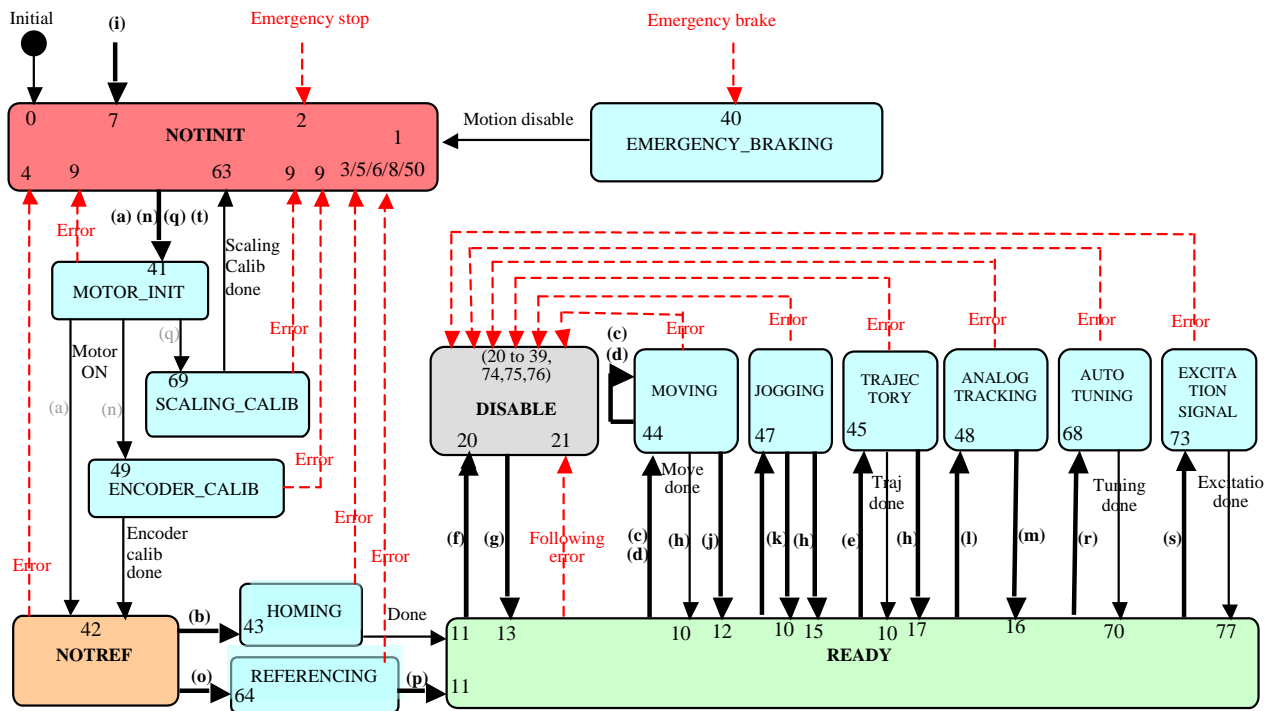 Initial
(i)
Emergency stop
Emergency brake
0
7
2
NOTINIT
1
4
9
63
9
9
3/5/6/8/50
Motion disable
40
EMERGENCY_BRAKING
Error
(a) (n) (q) (t)
Scaling
Calib
done
41
MOTOR_INIT
(q)
Motor
ON
(a)
(n)
Error
69
SCALING_CALIB
Error
49
ENCODER_CALIB
Encoder
calib
done
Error
Error
Error
(20 to 39,
74,75,76)
DISABLE
20
21
(c)
(d)
Error
MOVING
44
Error
JOGGING
47
Error
TRAJEC
TORY
45
Error
ANALOG
TRACKING
48
Error
AUTO
TUNING
68
Error
EXCITA
TION
SIGNAL
73
(f)
(g)
Following
error
(c)
(d)
Move
done
(h)
(j)
(k)
(h)
(e)
Traj
done
(h)
(l)
(m)
(r)
Tuning
done
(s)
Excitatio
done
42
NOTREF
(b)
HOMING
43
Done
(o)
REFERENCING
64
(p)
11
13
10
12
10
15
10
17
16
70
77
READY
11